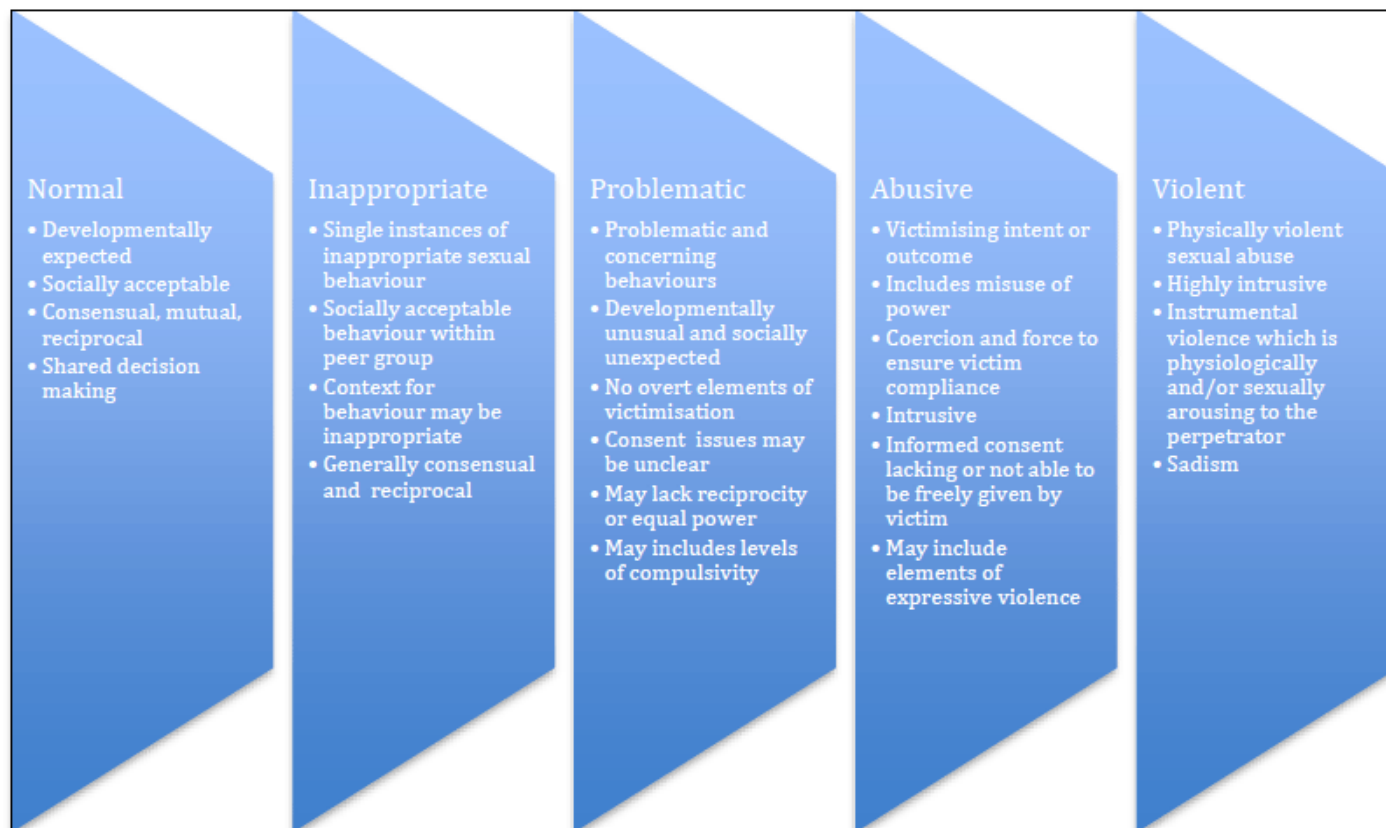 Normal
• Developmentally
expected
• Socially acceptable
• Consensual, mutual,
reciprocal
• Shared decision
making
Inappropriate
• Single instances of
inappropriate sexual
behaviour
• Socially acceptable
behaviour within
peer group
• Context for
behaviour may be
inappropriate
• Generally consensual
and reciprocal
Problematic
• Problematic and
concerning
behaviours
• Developmentally
unusual and socially
unexpected
• No overt elements of
victimisation
• Consent issues may
be unclear
• May lack reciprocity
or equal power
• May includes levels
of compulsivity
Abusive
• Victimising intent or
outcome
• Includes misuse of
power
• Coercion and force to
ensure victim
compliance
• Intrusive
• Informed consent
lacking or not able to
be freely given by
victim
• May include
elements of
expressive violence
Violent
• Physically violent
sexual abuse
• Highly intrusive
• Instrumental
violence which is
physiologically
and/or sexually
arousing to the
perpetrator
• Sadism